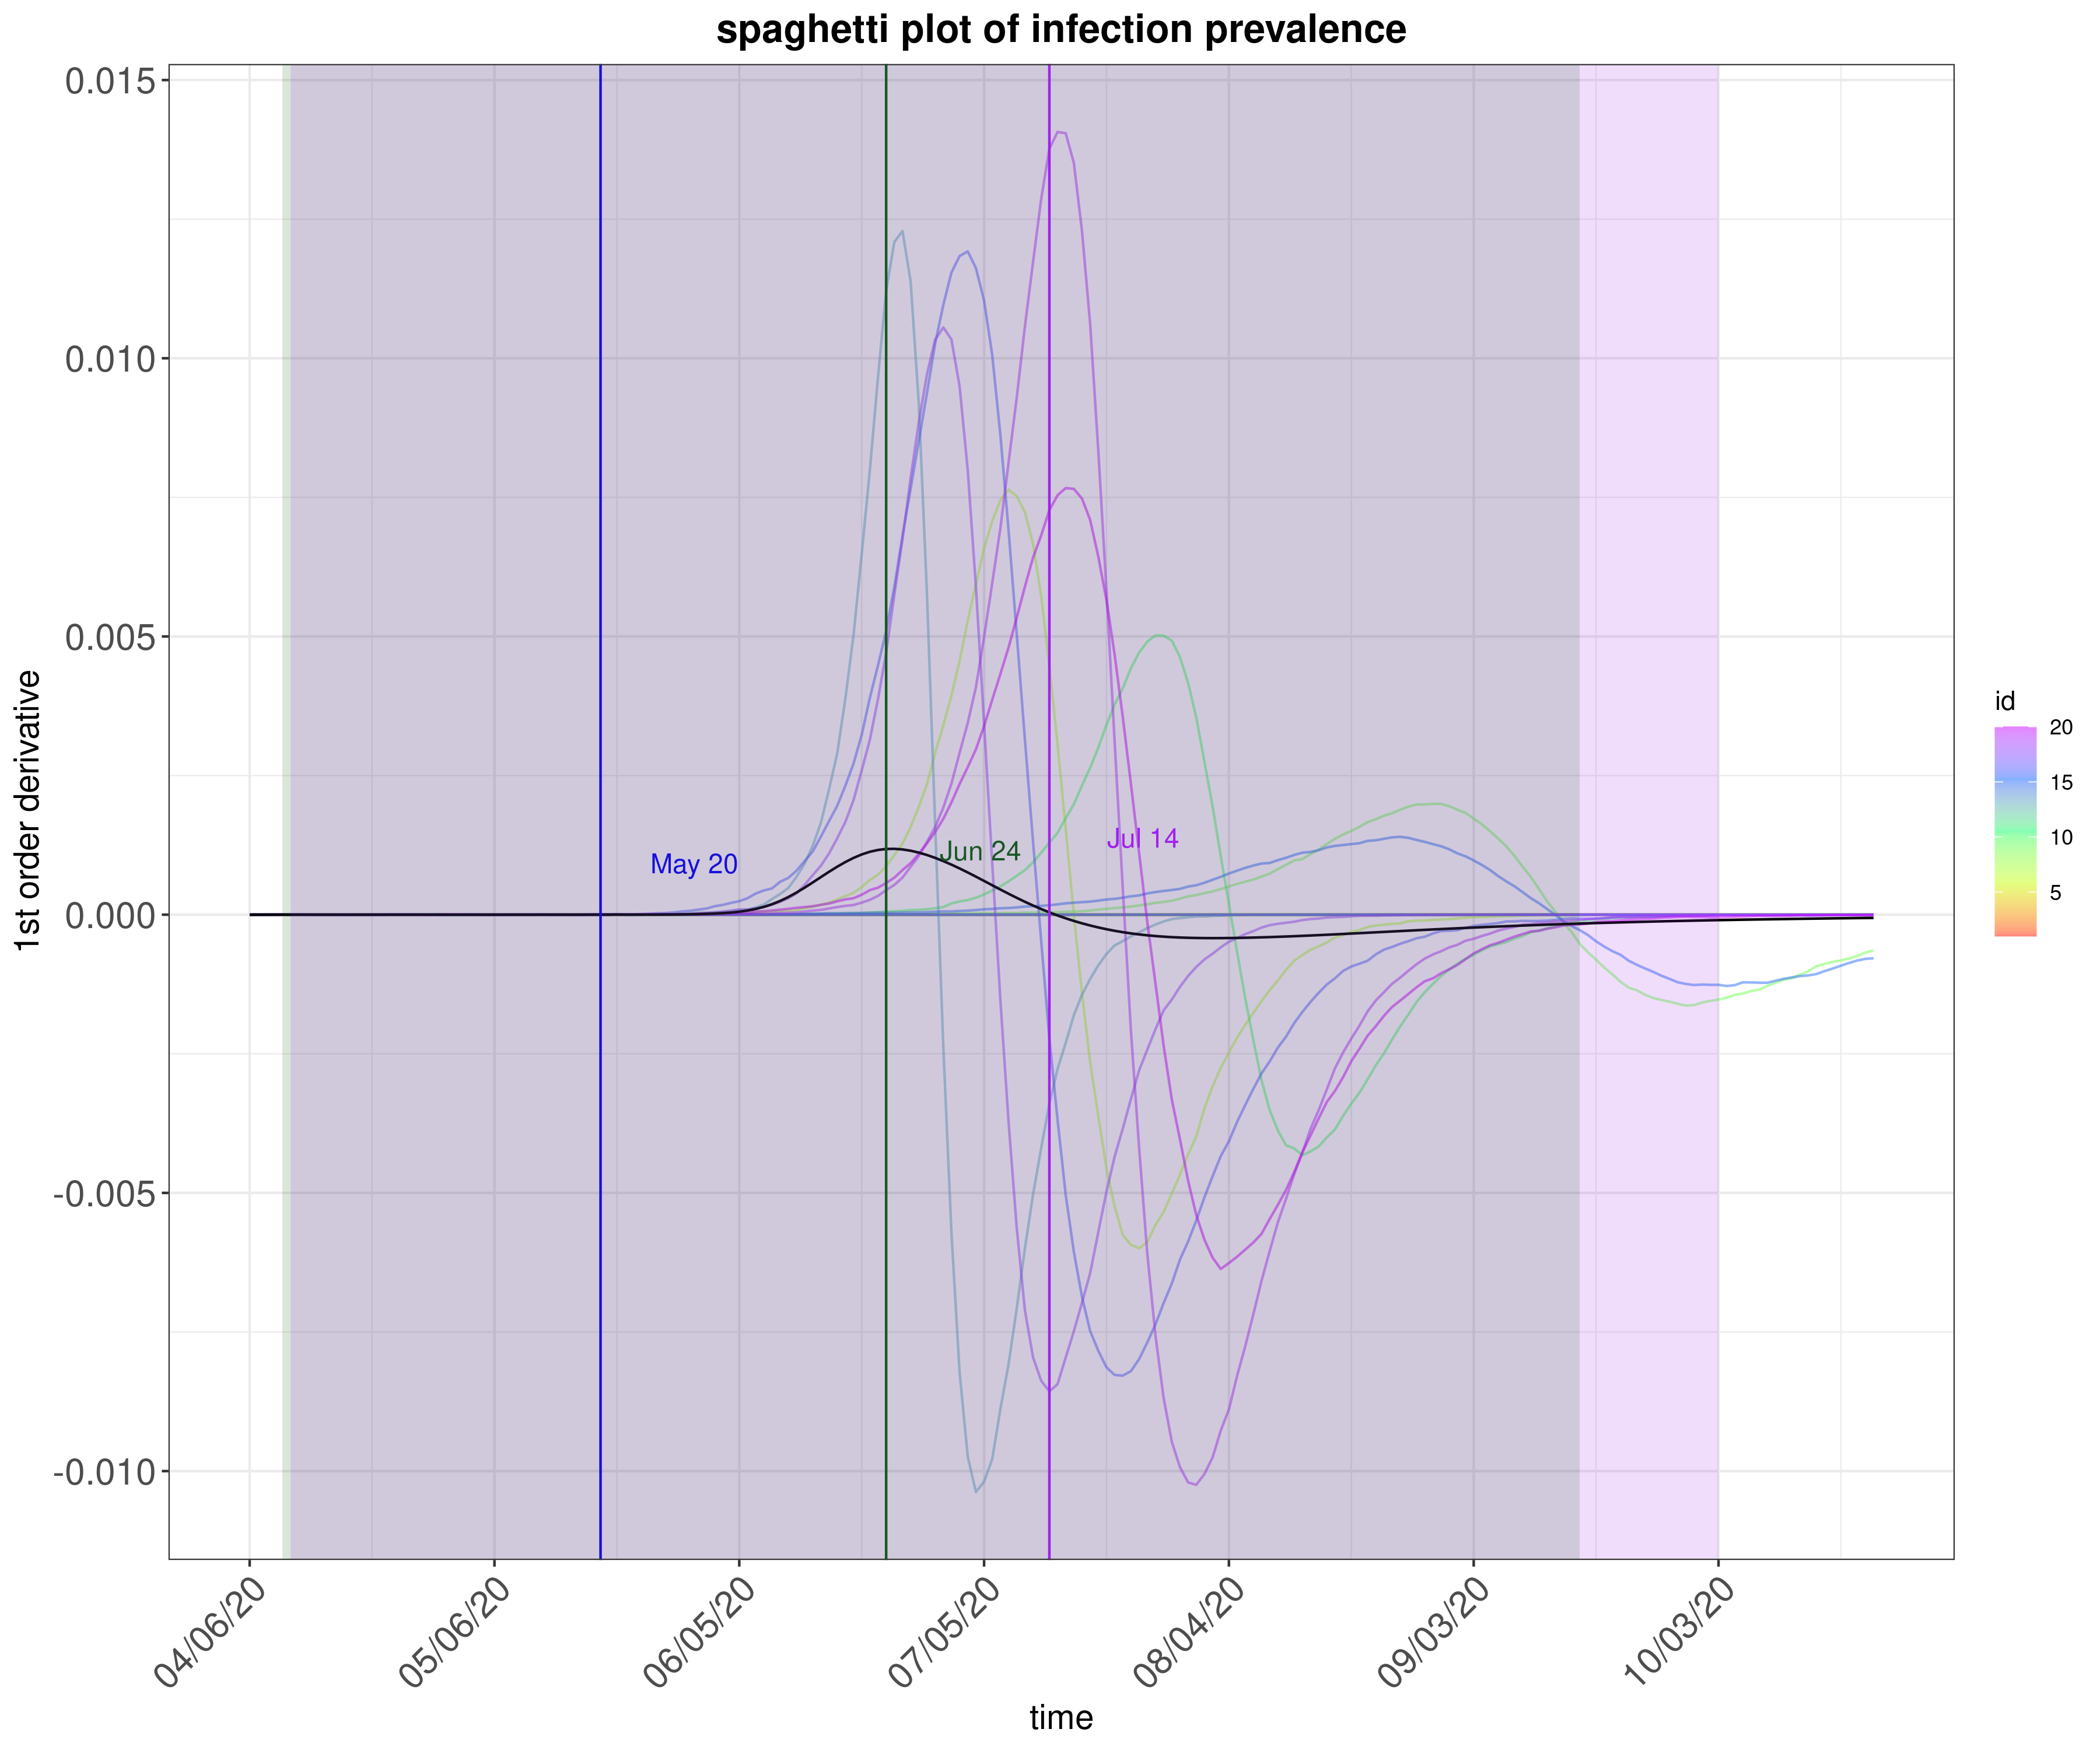 spaghetti plot of infection prevalence
1st order derivative
0.015
0.010
0.005
0.000
-0.005
-0.010
May 20
Jun 24
Jul 14
04/06/20
05/06/20
06/05/20
07/05/20
08/04/20
09/03/20
10/03/20
time
id
20
15
10
5